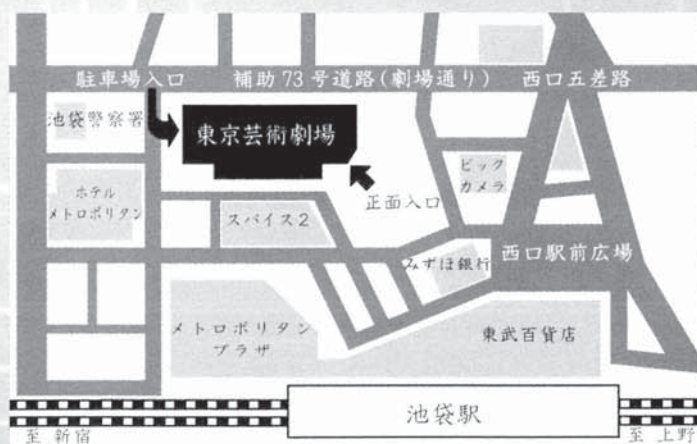 駐車場入口
補助73号道路(劇場通り)
西口五差路
池袋警察署
東京芸術劇場
ホテル
メトロポリタン
スパイス2
正面入口
ビック
カメラ
みずほ銀行
西口駅前広場
メトロポリタン
プラザ
東武百貨店
池袋駅
至 新宿
至 上野